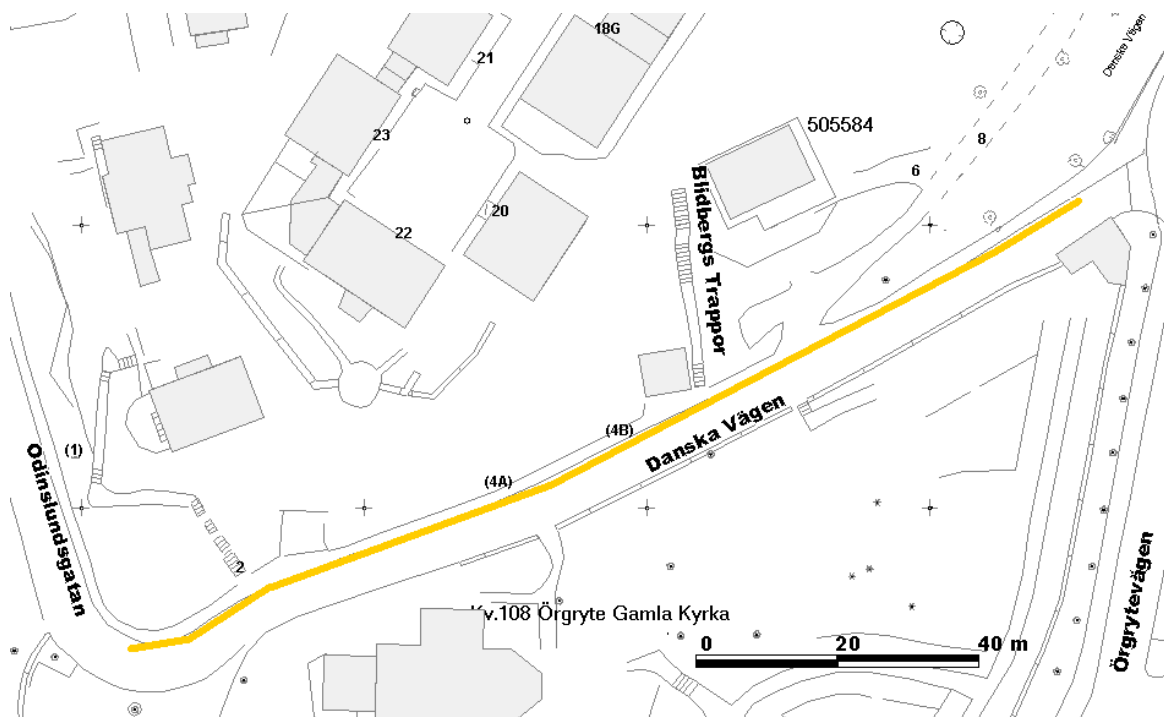 18G
21
Danska Vägen
505584
23
8
6
20
22
Blidbergs Trappor
(4B)
Danska Vägen
(1)
(4A)
Odinslundsgatan
2
Kv.108 Örgryte Gamla Kyrka
Örgrytevägen
0 20 40 m